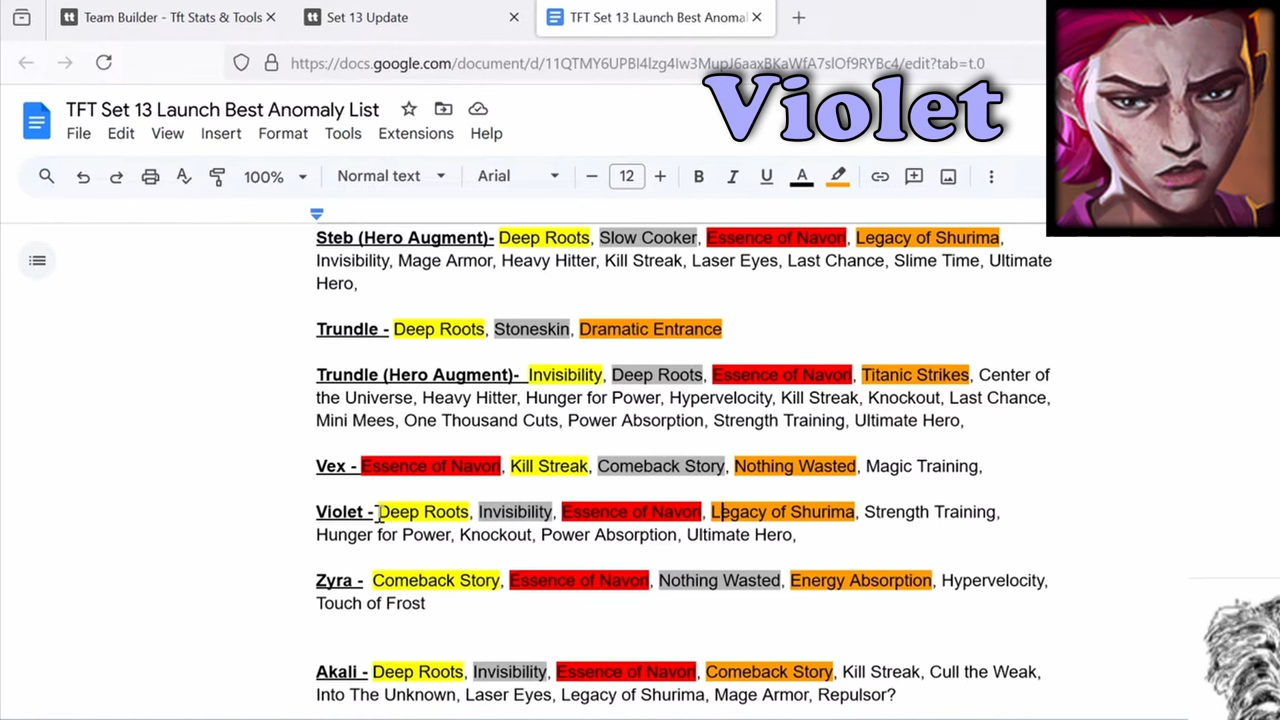 Team Builder - Tft Stats & Tools
Set 13 Update
TFT Set 13 Launch Best Anomal
https://docs.google.com/document/d/11QTMY6UPBI4lzg4Iw3MupJ6aaxBKaWfA7slOf9RYBc4/edit?tab=t.0
Violet
TFT Set 13 Launch Best Anomaly List
File Edit View Insert Format Tools Extensions Help
100% Normal text Arial 12 B I U A
Steb (Hero Augment)- Deep Roots, Slow Cooker, Essence of Navori, Legacy of Shurima,
Invisibility, Mage Armor, Heavy Hitter, Kill Streak, Laser Eyes, Last Chance, Slime Time, Ultimate
Hero,
Trundle - Deep Roots, Stoneskin, Dramatic Entrance
Trundle (Hero Augment)- Invisibility, Deep Roots, Essence of Navori, Titanic Strikes, Center of
the Universe, Heavy Hitter, Hunger for Power, Hypervelocity, Kill Streak, Knockout, Last Chance,
Mini Mees, One Thousand Cuts, Power Absorption, Strength Training, Ultimate Hero,
Vex - Essence of Navori, Kill Streak, Comeback Story, Nothing Wasted, Magic Training,
Violet - Deep Roots, Invisibility, Essence of Navori, Legacy of Shurima, Strength Training,
Hunger for Power, Knockout, Power Absorption, Ultimate Hero,
Zyra - Comeback Story, Essence of Navori, Nothing Wasted, Energy Absorption, Hypervelocity,
Touch of Frost
Akali - Deep Roots, Invisibility, Essence of Navori, Comeback Story, Kill Streak, Cull the Weak,
Into The Unknown, Laser Eyes, Legacy of Shurima, Mage Armor, Repulsor?